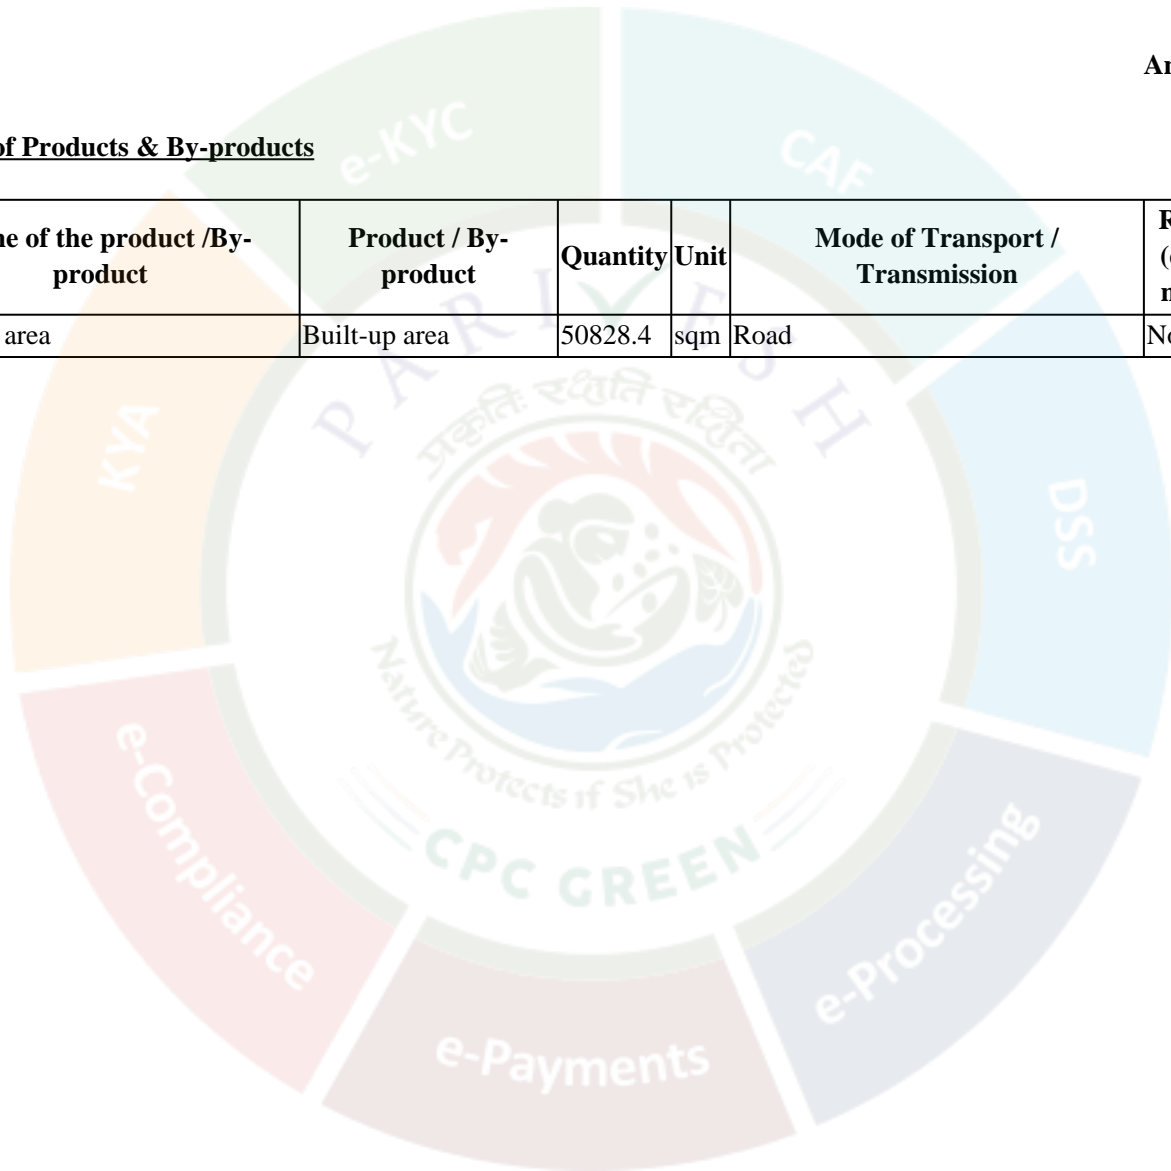 of Products & By-products
of the product /By-
product
Product / By-
product
Quantity
Unit
Mode of Transport /
Transmission
area
Built-up area
50828.4
sqm
Road
e-KYC
CAF
KYA
DSS
PARIVESH
प्रकृतिः रक्षति रक्षिता
Nature Protects if She is Protected
CPC GREEN
e-Compliance
e-Processing
e-Payments